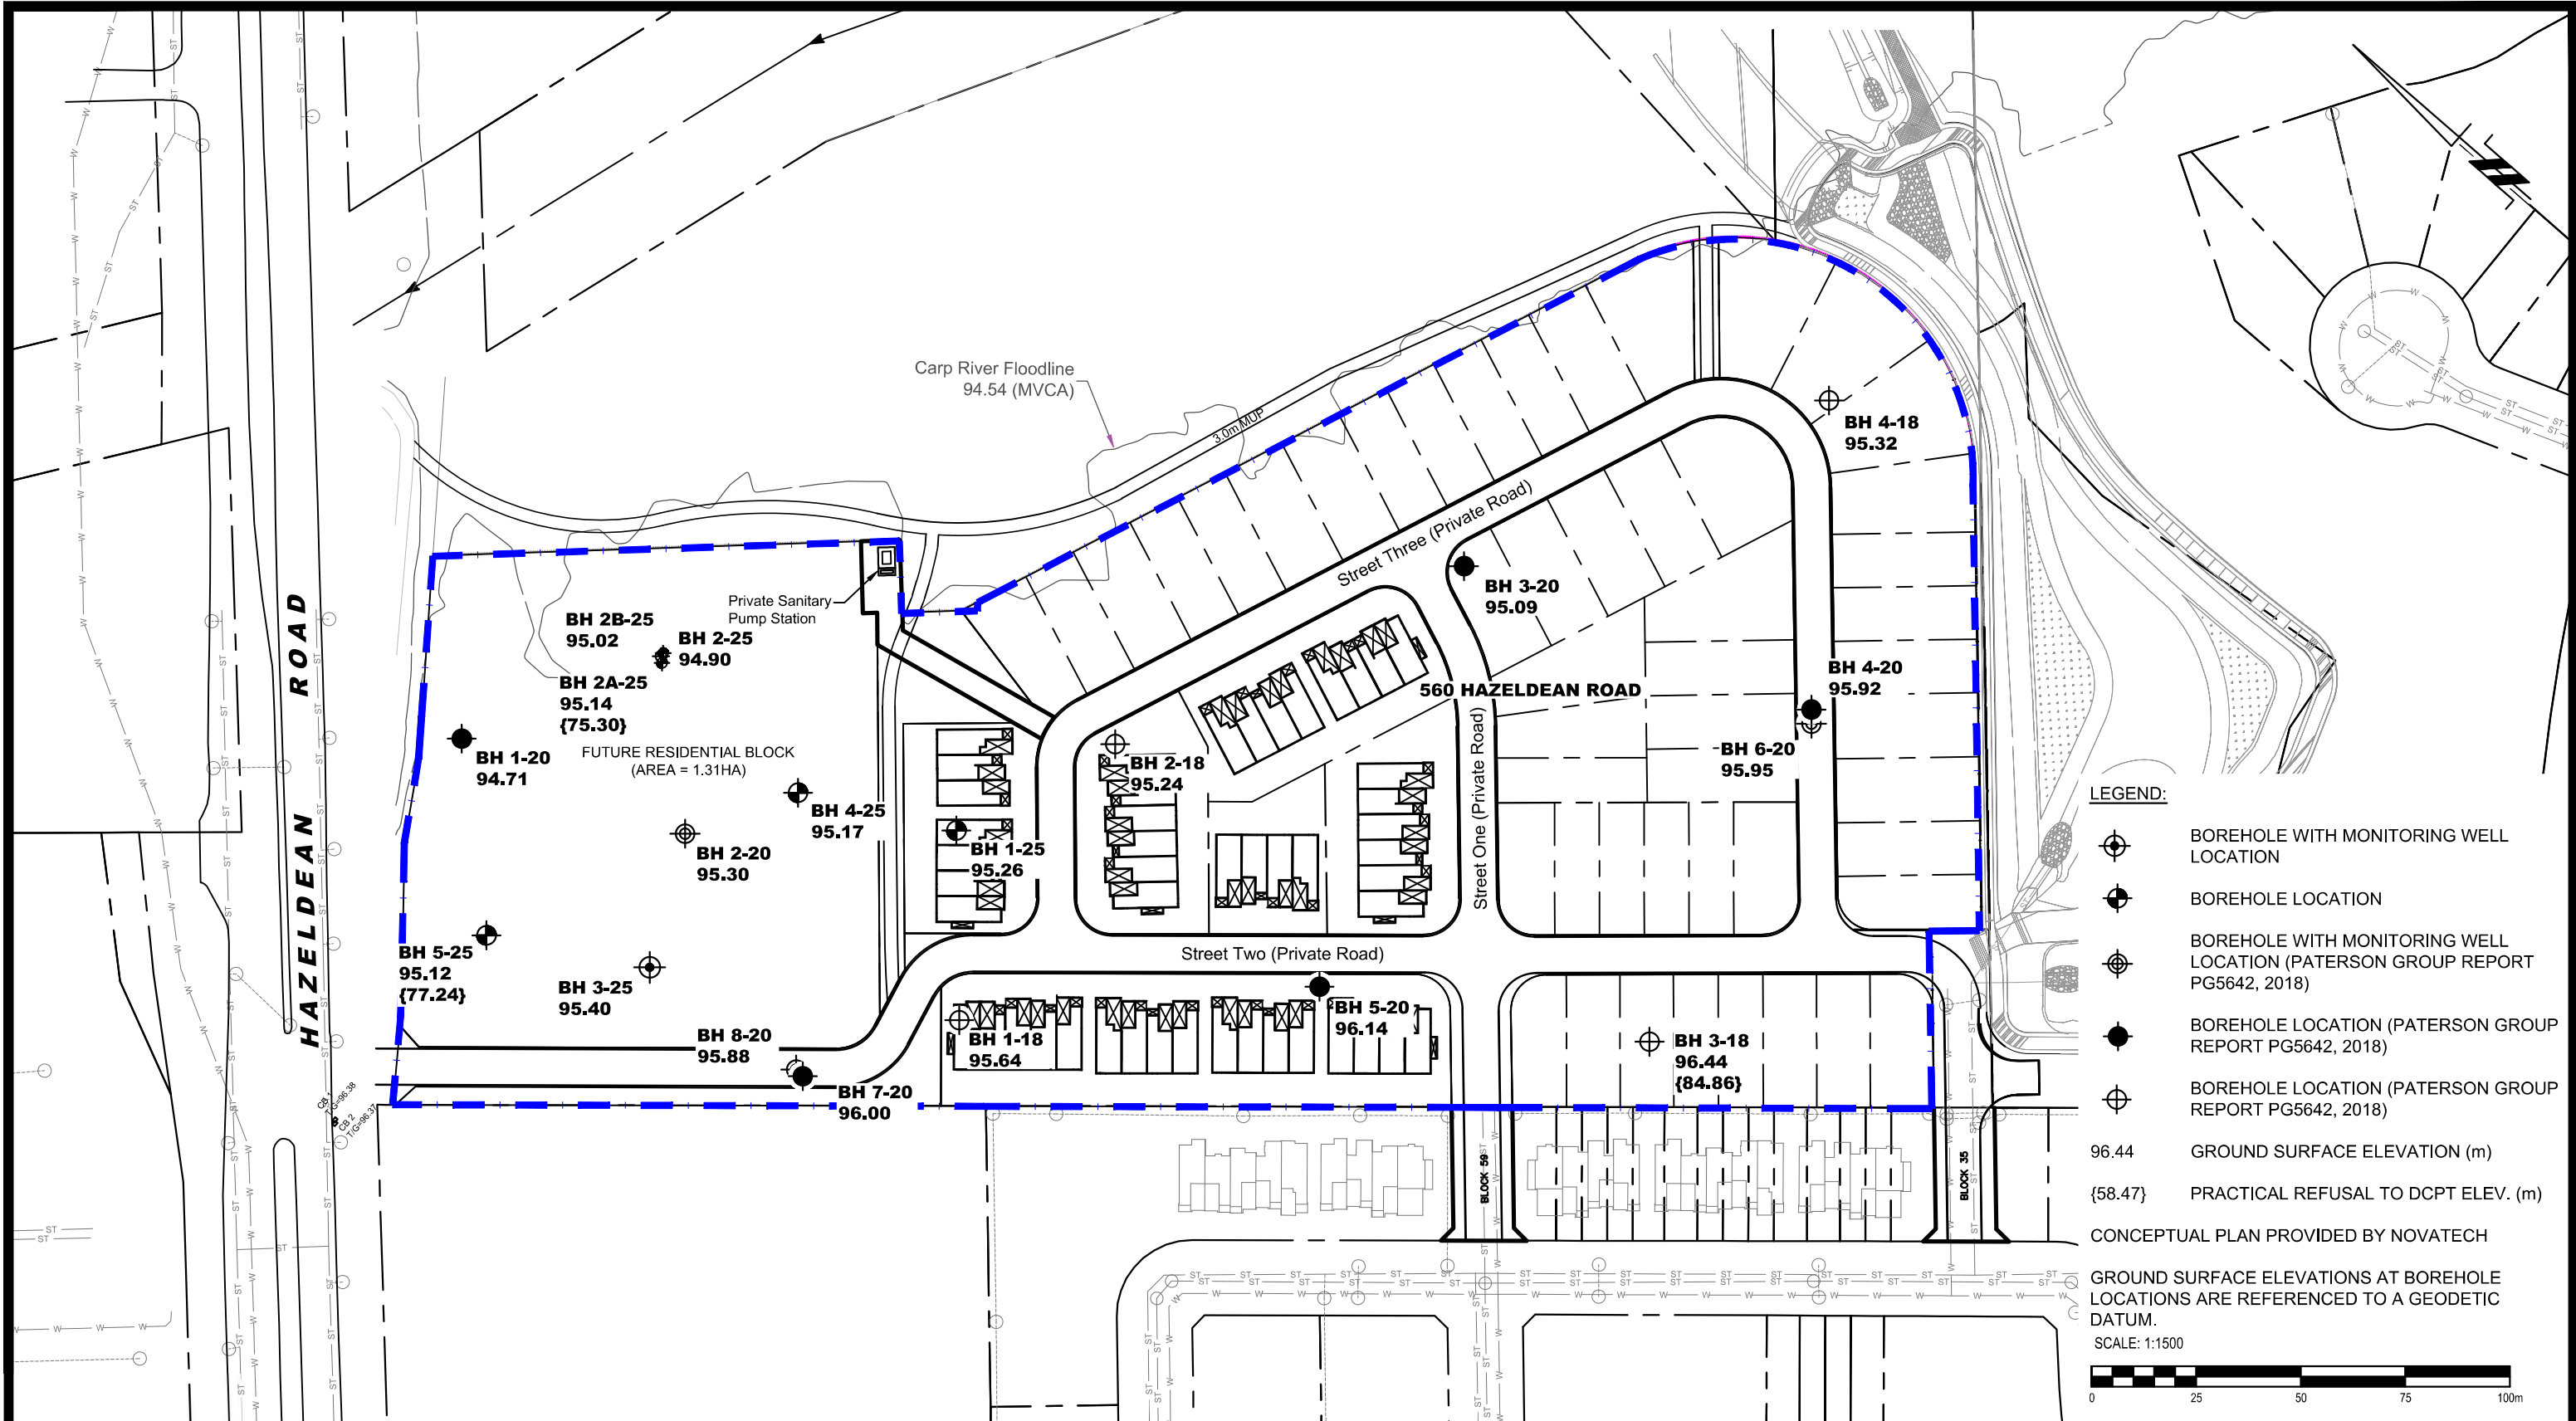 Carp River Floodline
94.54 (MVCA)
3.0m MUP
BH 4-18
95.32
Street Three (Private Road)
BH 3-20
95.09
Private Sanitary
Pump Station
BH 2B-25
95.02
BH 2-25
94.90
BH 2A-25
95.14
{75.30}
HAZELDEAN ROAD
560 HAZELDEAN ROAD
BH 4-20
95.92
BH 1-20
94.71
FUTURE RESIDENTIAL BLOCK
(AREA = 1.31HA)
BH 2-18
95.24
BH 6-20
95.95
BH 4-25
95.17
BH 1-25
95.26
BH 2-20
95.30
Street One (Private Road)
BH 5-25
95.12
{77.24}
BH 3-25
95.40
Street Two (Private Road)
BH 8-20
95.88
BH 1-18
95.64
BH 5-20
96.14
BH 3-18
96.44
{84.86}
BH 7-20
96.00
CB 1
T/G=96.38
CB 2
T/G=96.37
BLOCK 59
BLOCK 35
LEGEND:
BOREHOLE WITH MONITORING WELL
LOCATION
BOREHOLE LOCATION
BOREHOLE WITH MONITORING WELL
LOCATION (PATERSON GROUP REPORT
PG5642, 2018)
BOREHOLE LOCATION (PATERSON GROUP
REPORT PG5642, 2018)
BOREHOLE LOCATION (PATERSON GROUP
REPORT PG5642, 2018)
96.44 GROUND SURFACE ELEVATION (m)
{58.47} PRACTICAL REFUSAL TO DCPT ELEV. (m)
CONCEPTUAL PLAN PROVIDED BY NOVATECH
GROUND SURFACE ELEVATIONS AT BOREHOLE
LOCATIONS ARE REFERENCED TO A GEODETIC
DATUM.
SCALE: 1:1500
0 25 50 75 100m